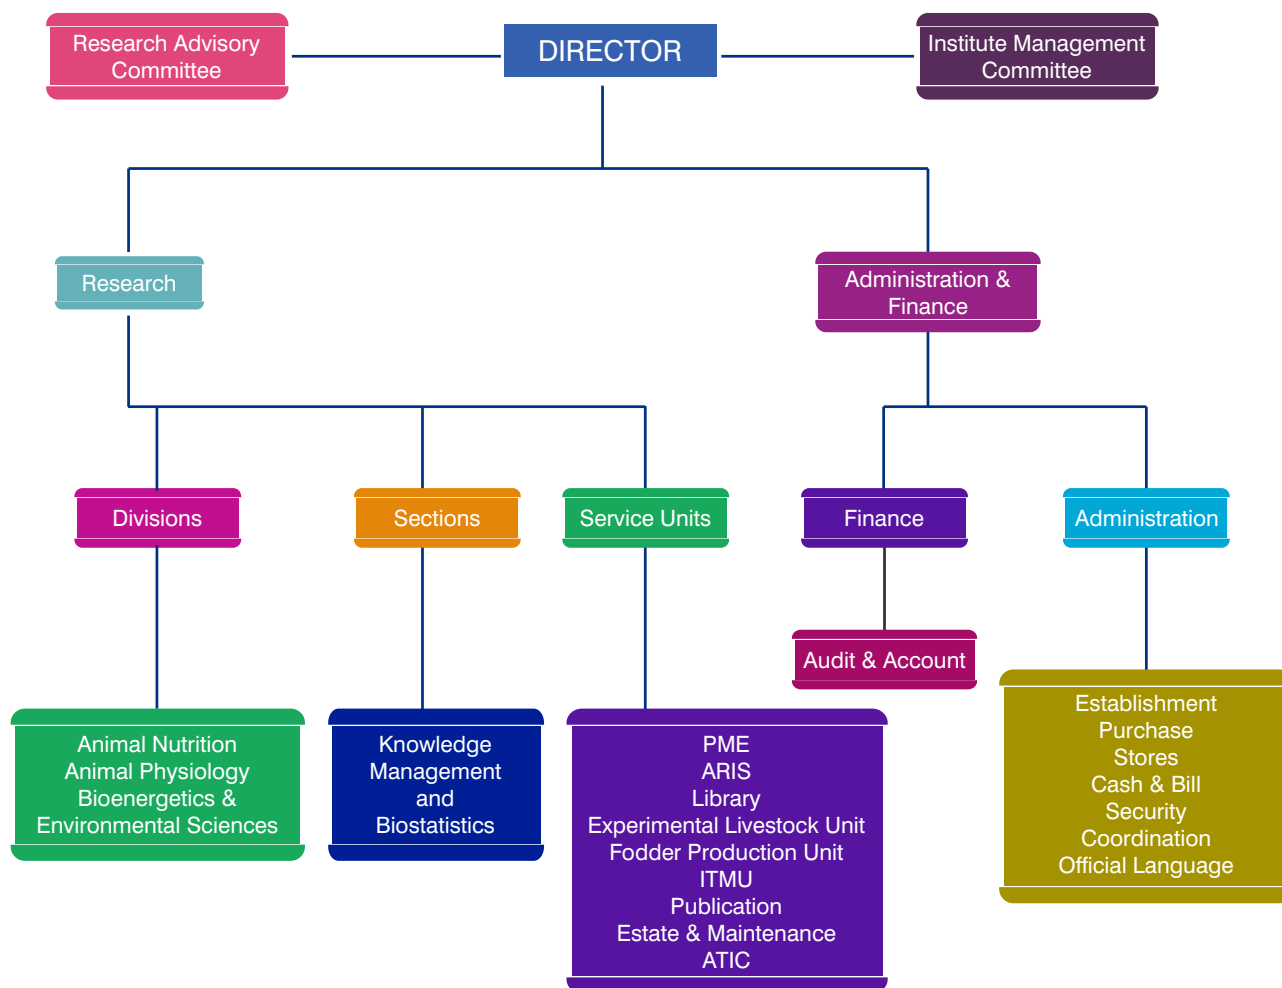 Research Advisory
Committee
DIRECTOR
Institute Management
Committee
Research
Administration &
Finance
Divisions
Sections
Service Units
Finance
Administration
Audit & Account
Animal Nutrition
Animal Physiology
Bioenergetics &
Environmental Sciences
Knowledge
Management
and
Biostatistics
PME
ARIS
Library
Experimental Livestock Unit
Fodder Production Unit
ITMU
Publication
Estate & Maintenance
ATIC
Establishment
Purchase
Stores
Cash & Bill
Security
Coordination
Official Language